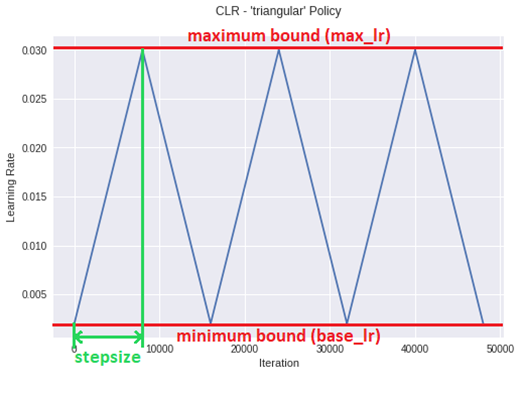 CLR - 'triangular' Policy
maximum bound (max_lr)
0.030
0.025
0.020
0.015
0.010
0.005
Learning Rate
minimum bound (base_lr)
0 10000 20000 30000 40000 50000
stepsize
Iteration